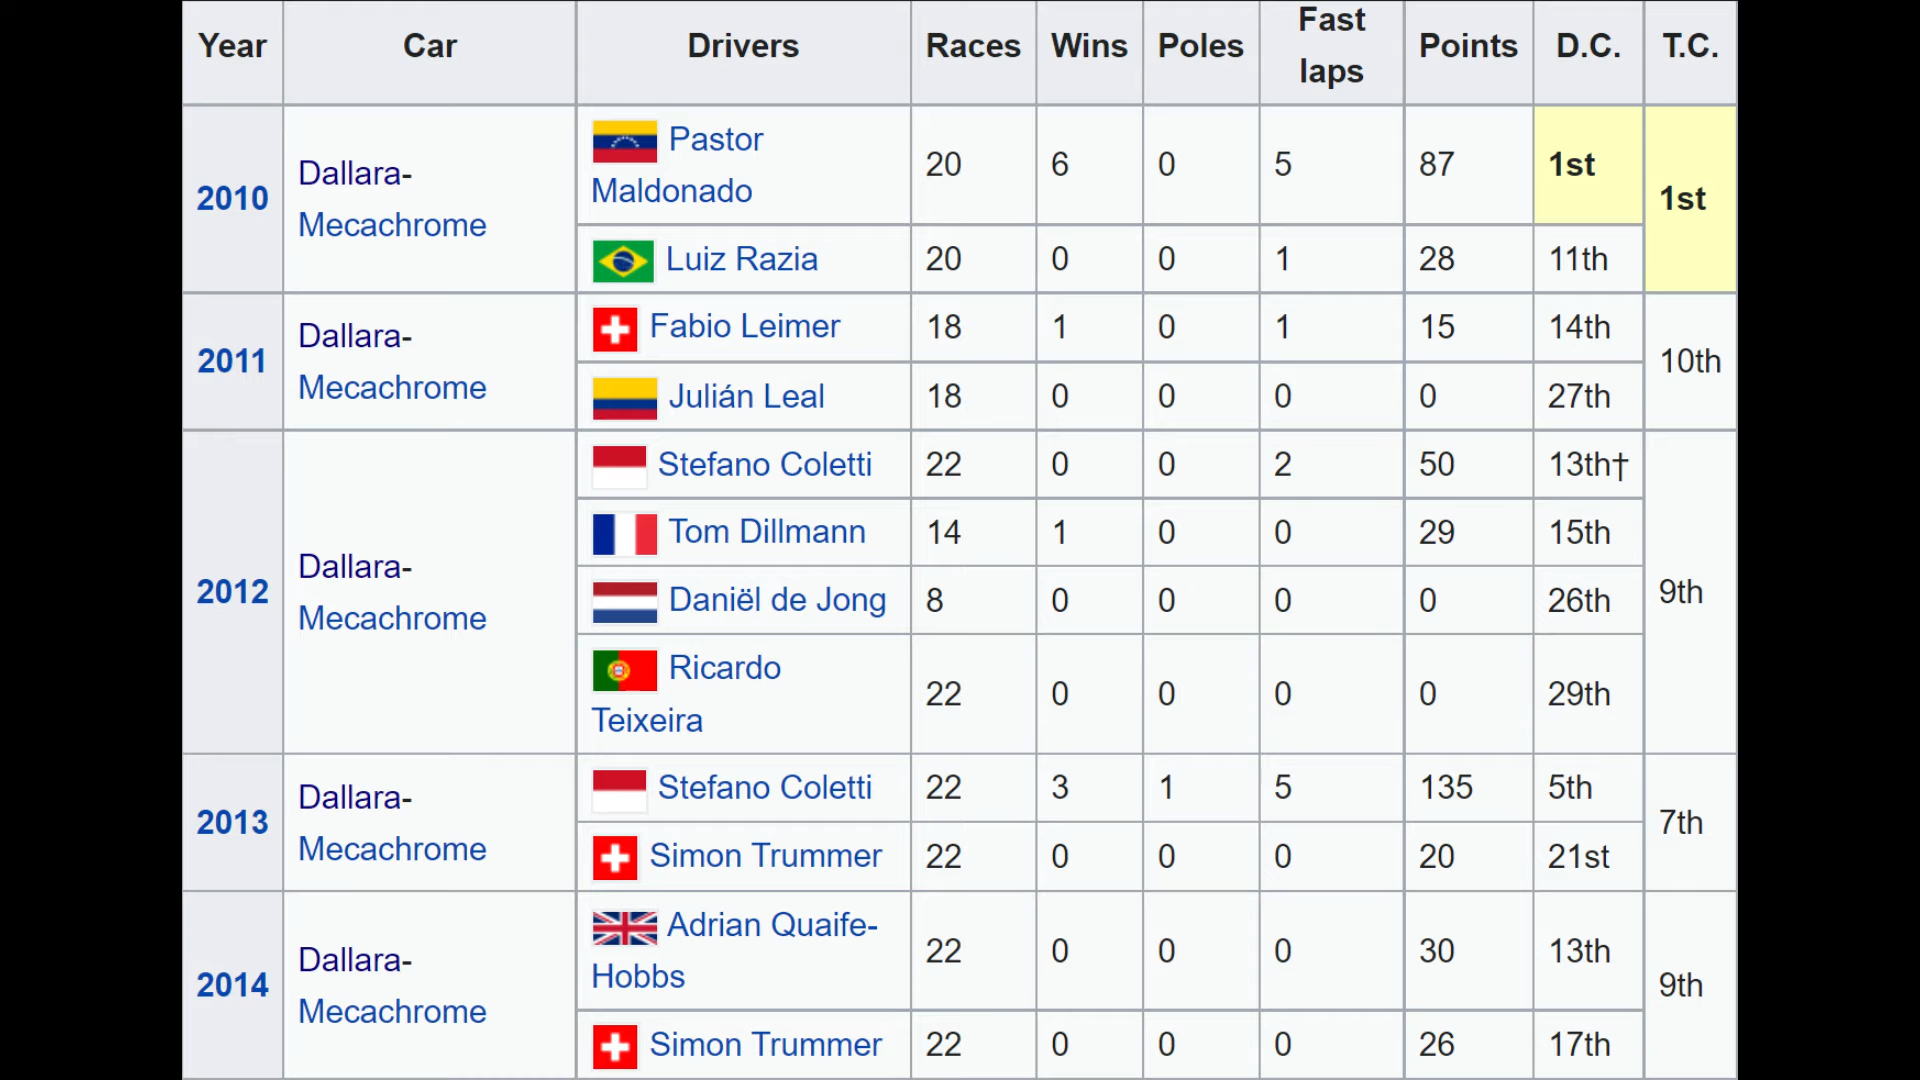 Year Car Drivers Races Wins Poles Fast laps Points D.C. T.C.
2010 Dallara-Mecachrome Pastor Maldonado 20 6 0 5 87 1st 1st
Luiz Razia 20 0 0 1 28 11th
2011 Dallara-Mecachrome Fabio Leimer 18 1 0 1 15 14th 10th
Julián Leal 18 0 0 0 0 27th
2012 Dallara-Mecachrome Stefano Coletti 22 0 0 2 50 13th† 9th
Tom Dillmann 14 1 0 0 29 15th
Daniël de Jong 8 0 0 0 0 26th
Ricardo Teixeira 22 0 0 0 0 29th
2013 Dallara-Mecachrome Stefano Coletti 22 3 1 5 135 5th 7th
Simon Trummer 22 0 0 0 20 21st
2014 Dallara-Mecachrome Adrian Quaife-Hobbs 22 0 0 0 30 13th 9th
Simon Trummer 22 0 0 0 26 17th